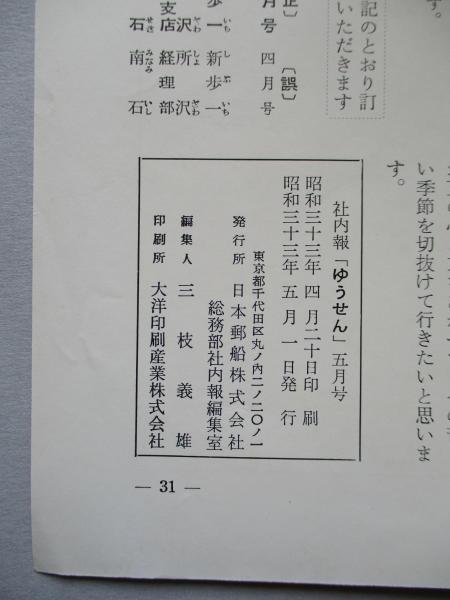 す。
い季節を切抜けて行きたいと思いま
す。
記のとおり訂
いただきます
〔誤〕
四月号
新歩一
所沢
経理部
南石
正〕
月号
歩一
沢
支店
石
社内報「ゆうせん」五月号
昭和三十三年 四月二十日印刷
昭和三十三年 五月 一日発行
東京都千代田区丸ノ内二ノ二〇ノ一
発行所 日本郵船株式会社
総務部社内報編集室
編集人 三枝義雄
印刷所 大洋印刷産業株式会社
— 31 —